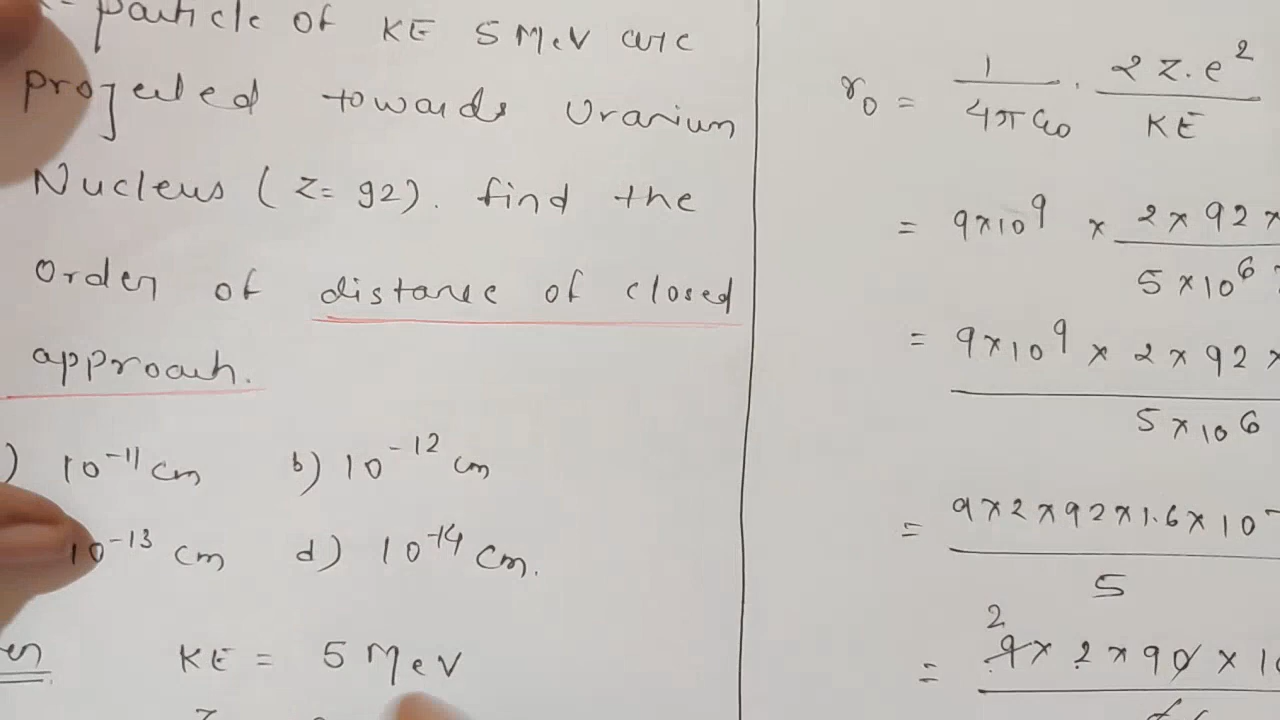 particle of KE 5 MeV are
projected towards Uranium
Nucleus (Z= 92). find the
Order of distance of closed
approach.
) 10⁻¹¹ cm b) 10⁻¹² cm
10⁻¹³ cm d) 10⁻¹⁴ cm.
en KE = 5 MeV
r₀ = 1/4πε₀ · 2Z.e²/KE
= 9×10⁹ × 2×92×/5×10⁶
= 9×10⁹ × 2×92×/5×10⁶
= 9×2×92×1.6×10⁻/5
2
= 9× 2×90 × 10